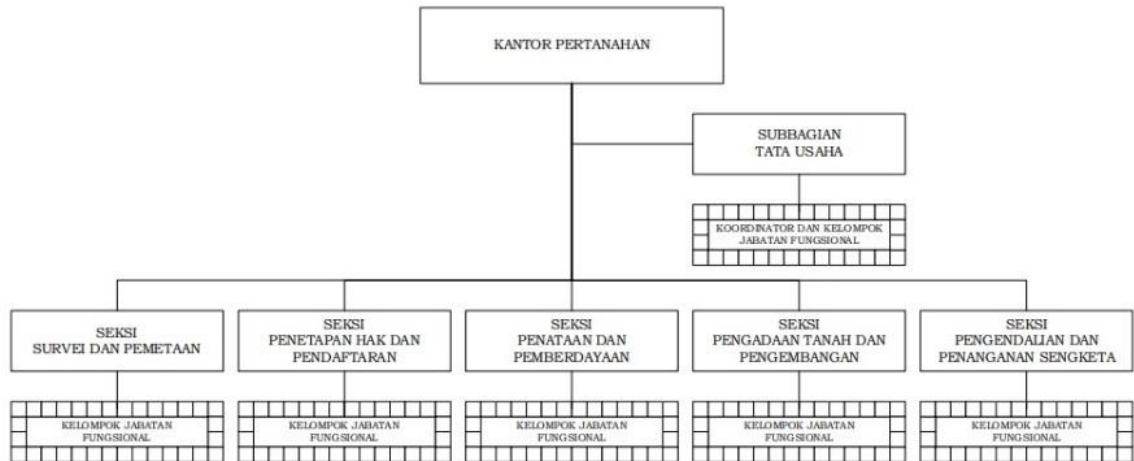 KANTOR PERTANAHAN
SUBBAGIAN
TATA USAHA
KOORDINATOR DAN KELOMPOK
JABATAN FUNGSIONAL
SEKSI
SURVEI DAN PEMETAAN
SEKSI
PENETAPAN HAK DAN
PENDAFTARAN
SEKSI
PENATAAN DAN
PEMBERDAYAAN
SEKSI
PENGADAAN TANAH DAN
PENGEMBANGAN
SEKSI
PENGENDALIAN DAN
PENANGANAN SENGKETA
KELOMPOK JABATAN
FUNGSIONAL
KELOMPOK JABATAN
FUNGSIONAL
KELOMPOK JABATAN
FUNGSIONAL
KELOMPOK JABATAN
FUNGSIONAL
KELOMPOK JABATAN
FUNGSIONAL